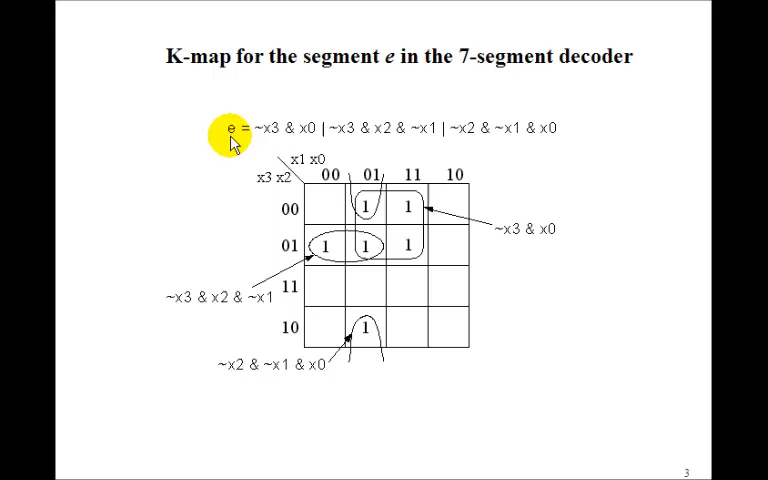 K-map for the segment e in the 7-segment decoder
e = ~x3 & x0 | ~x3 & x2 & ~x1 | ~x2 & ~x1 & x0
x1 x0
x3 x2 00 01 11 10
00 1 1
~x3 & x0
01 1 1 1
11
~x3 & x2 & ~x1
10 1
~x2 & ~x1 & x0
3